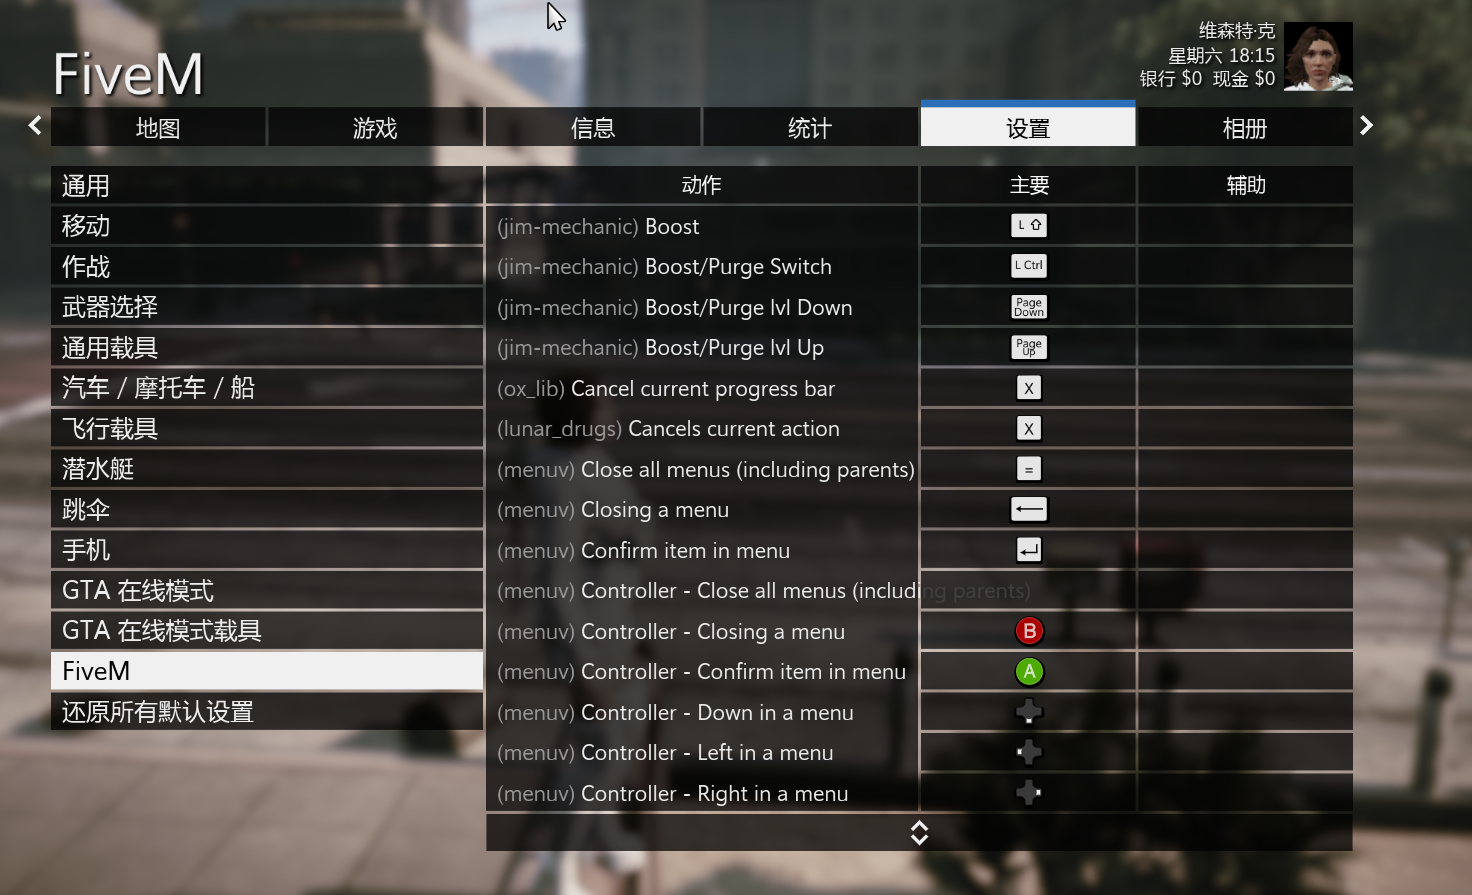 FiveM
维森特·克
星期六 18:15
银行 $0 现金 $0
地图 游戏 信息 统计 设置 相册
通用
移动
作战
武器选择
通用载具
汽车 / 摩托车 / 船
飞行载具
潜水艇
跳伞
手机
GTA 在线模式
GTA 在线模式载具
FiveM
还原所有默认设置
动作 主要 辅助
(jim-mechanic) Boost L ⇧
(jim-mechanic) Boost/Purge Switch L Ctrl
(jim-mechanic) Boost/Purge lvl Down Page Down
(jim-mechanic) Boost/Purge lvl Up Page Up
(ox_lib) Cancel current progress bar X
(lunar_drugs) Cancels current action X
(menuv) Close all menus (including parents) =
(menuv) Closing a menu
(menuv) Confirm item in menu
(menuv) Controller - Close all menus (including parents)
(menuv) Controller - Closing a menu B
(menuv) Controller - Confirm item in menu A
(menuv) Controller - Down in a menu
(menuv) Controller - Left in a menu
(menuv) Controller - Right in a menu